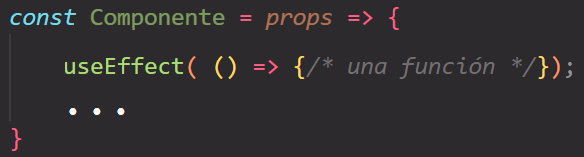 const Componente = props => {
useEffect( () => {/* una función */});
...
}